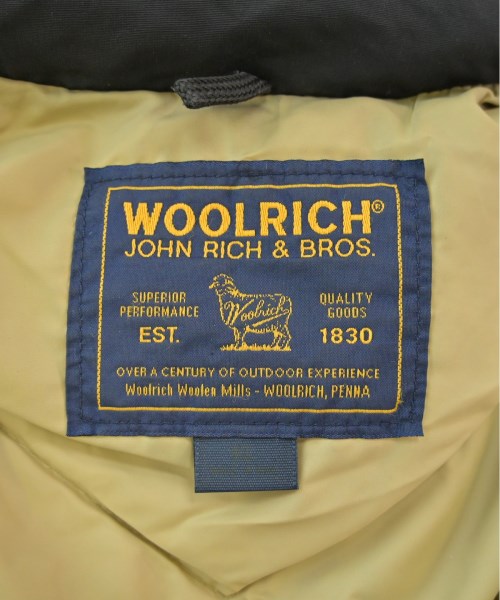 WOOLRICH®
JOHN RICH & BROS.
SUPERIOR
PERFORMANCE
EST.
Woolrich
QUALITY
GOODS
1830
OVER A CENTURY OF OUTDOOR EXPERIENCE
Woolrich Woolen Mills - WOOLRICH, PENNA